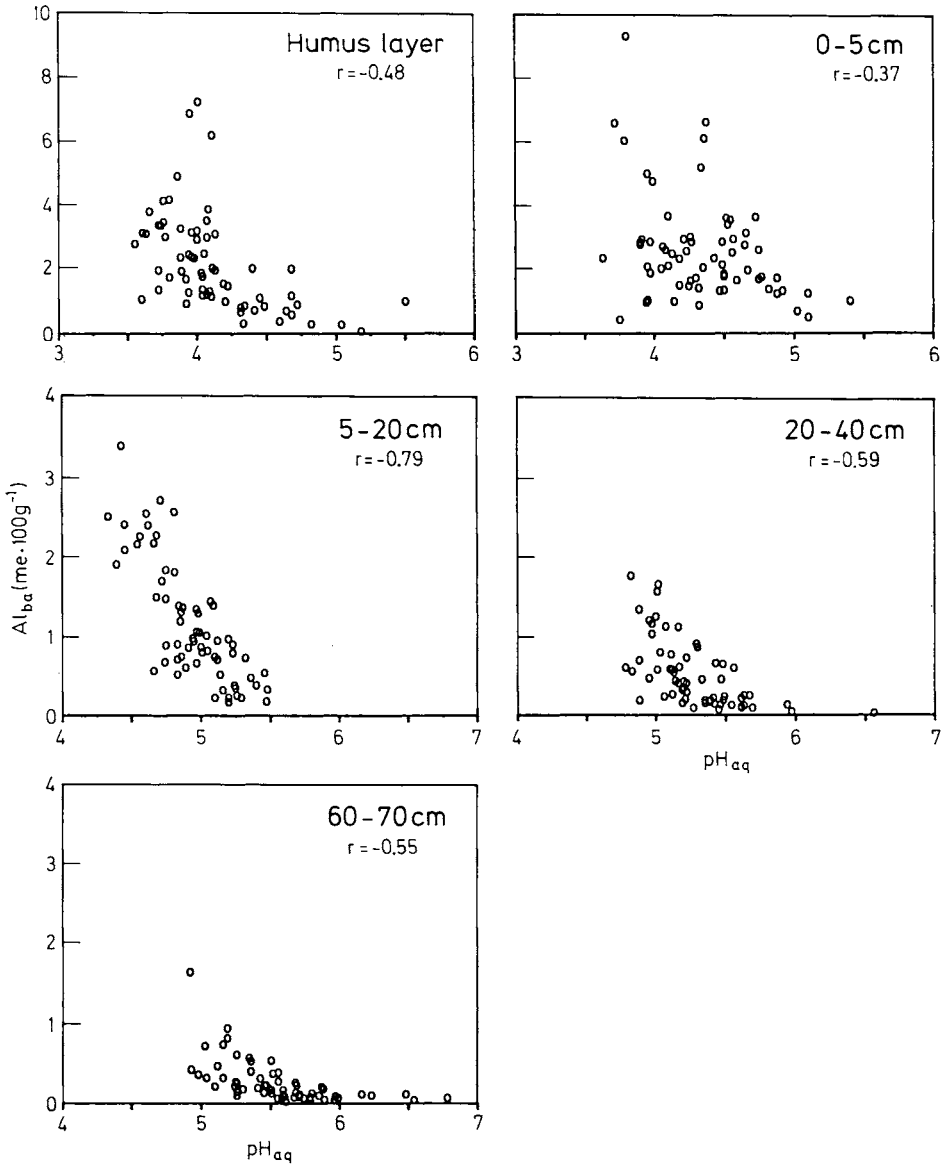 10
8
6
4
2
0
3
4
5
6
Humus layer
r=-0.48
3
4
5
6
0-5cm
r=-0.37
Al_ba (me·100g⁻¹)
4
3
2
1
0
4
5
6
7
5-20cm
r=-0.79
4
5
6
7
20-40cm
r=-0.59
pH_aq
4
3
2
1
0
4
5
6
7
60-70cm
r=-0.55
pH_aq